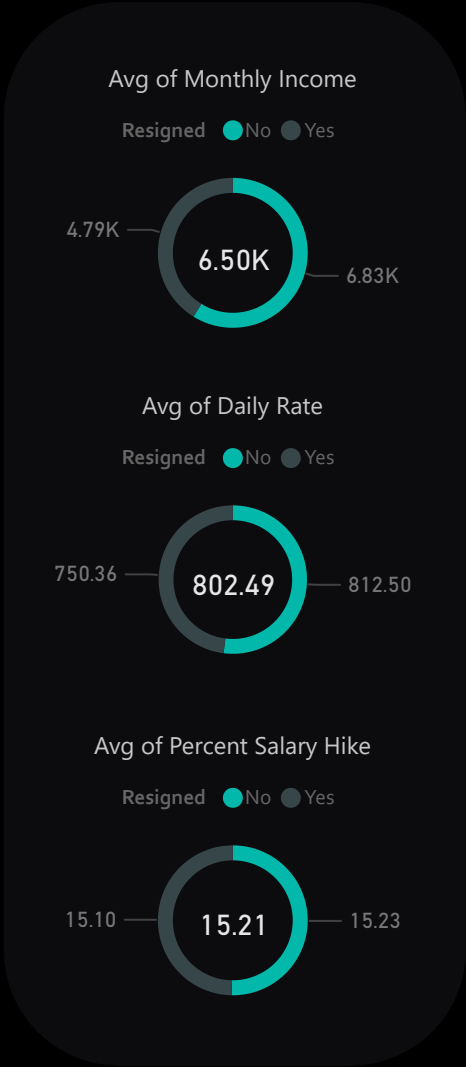 Avg of Monthly Income
Resigned No Yes
4.79K
6.50K
6.83K
Avg of Daily Rate
Resigned No Yes
750.36
802.49
812.50
Avg of Percent Salary Hike
Resigned No Yes
15.10
15.21
15.23